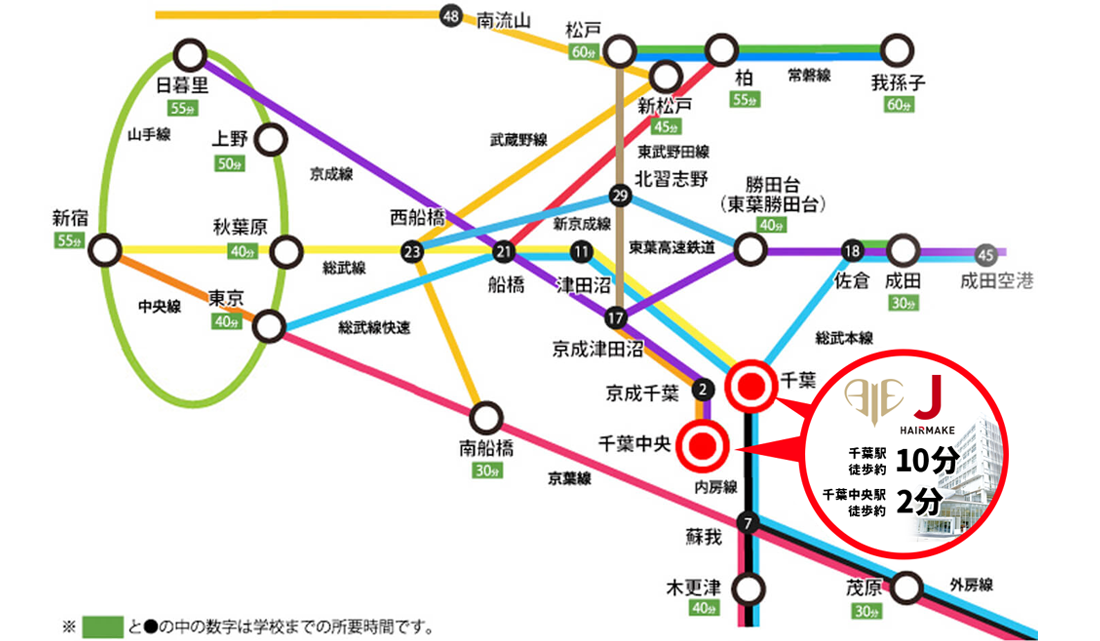 48
南流山
松戸
60分
新松戸
45分
柏
55分
常磐線
我孫子
60分
日暮里
55分
山手線
上野
50分
武蔵野線
東武野田線
京成線
北習志野
29
勝田台
(東葉勝田台)
40分
新宿
55分
秋葉原
40分
西船橋
23
新京成線
東葉高速鉄道
総武線
21
船橋
11
津田沼
18
佐倉
成田
30分
45
成田空港
中央線
東京
40分
総武線快速
17
京成津田沼
総武本線
京成千葉
2
千葉
千葉中央
南船橋
30分
京葉線
内房線
AJE
J
HAIRMAKE
千葉駅
徒歩約
10分
千葉中央駅
徒歩約
2分
7
蘇我
木更津
40分
茂原
30分
外房線
※ と●の中の数字は学校までの所要時間です。